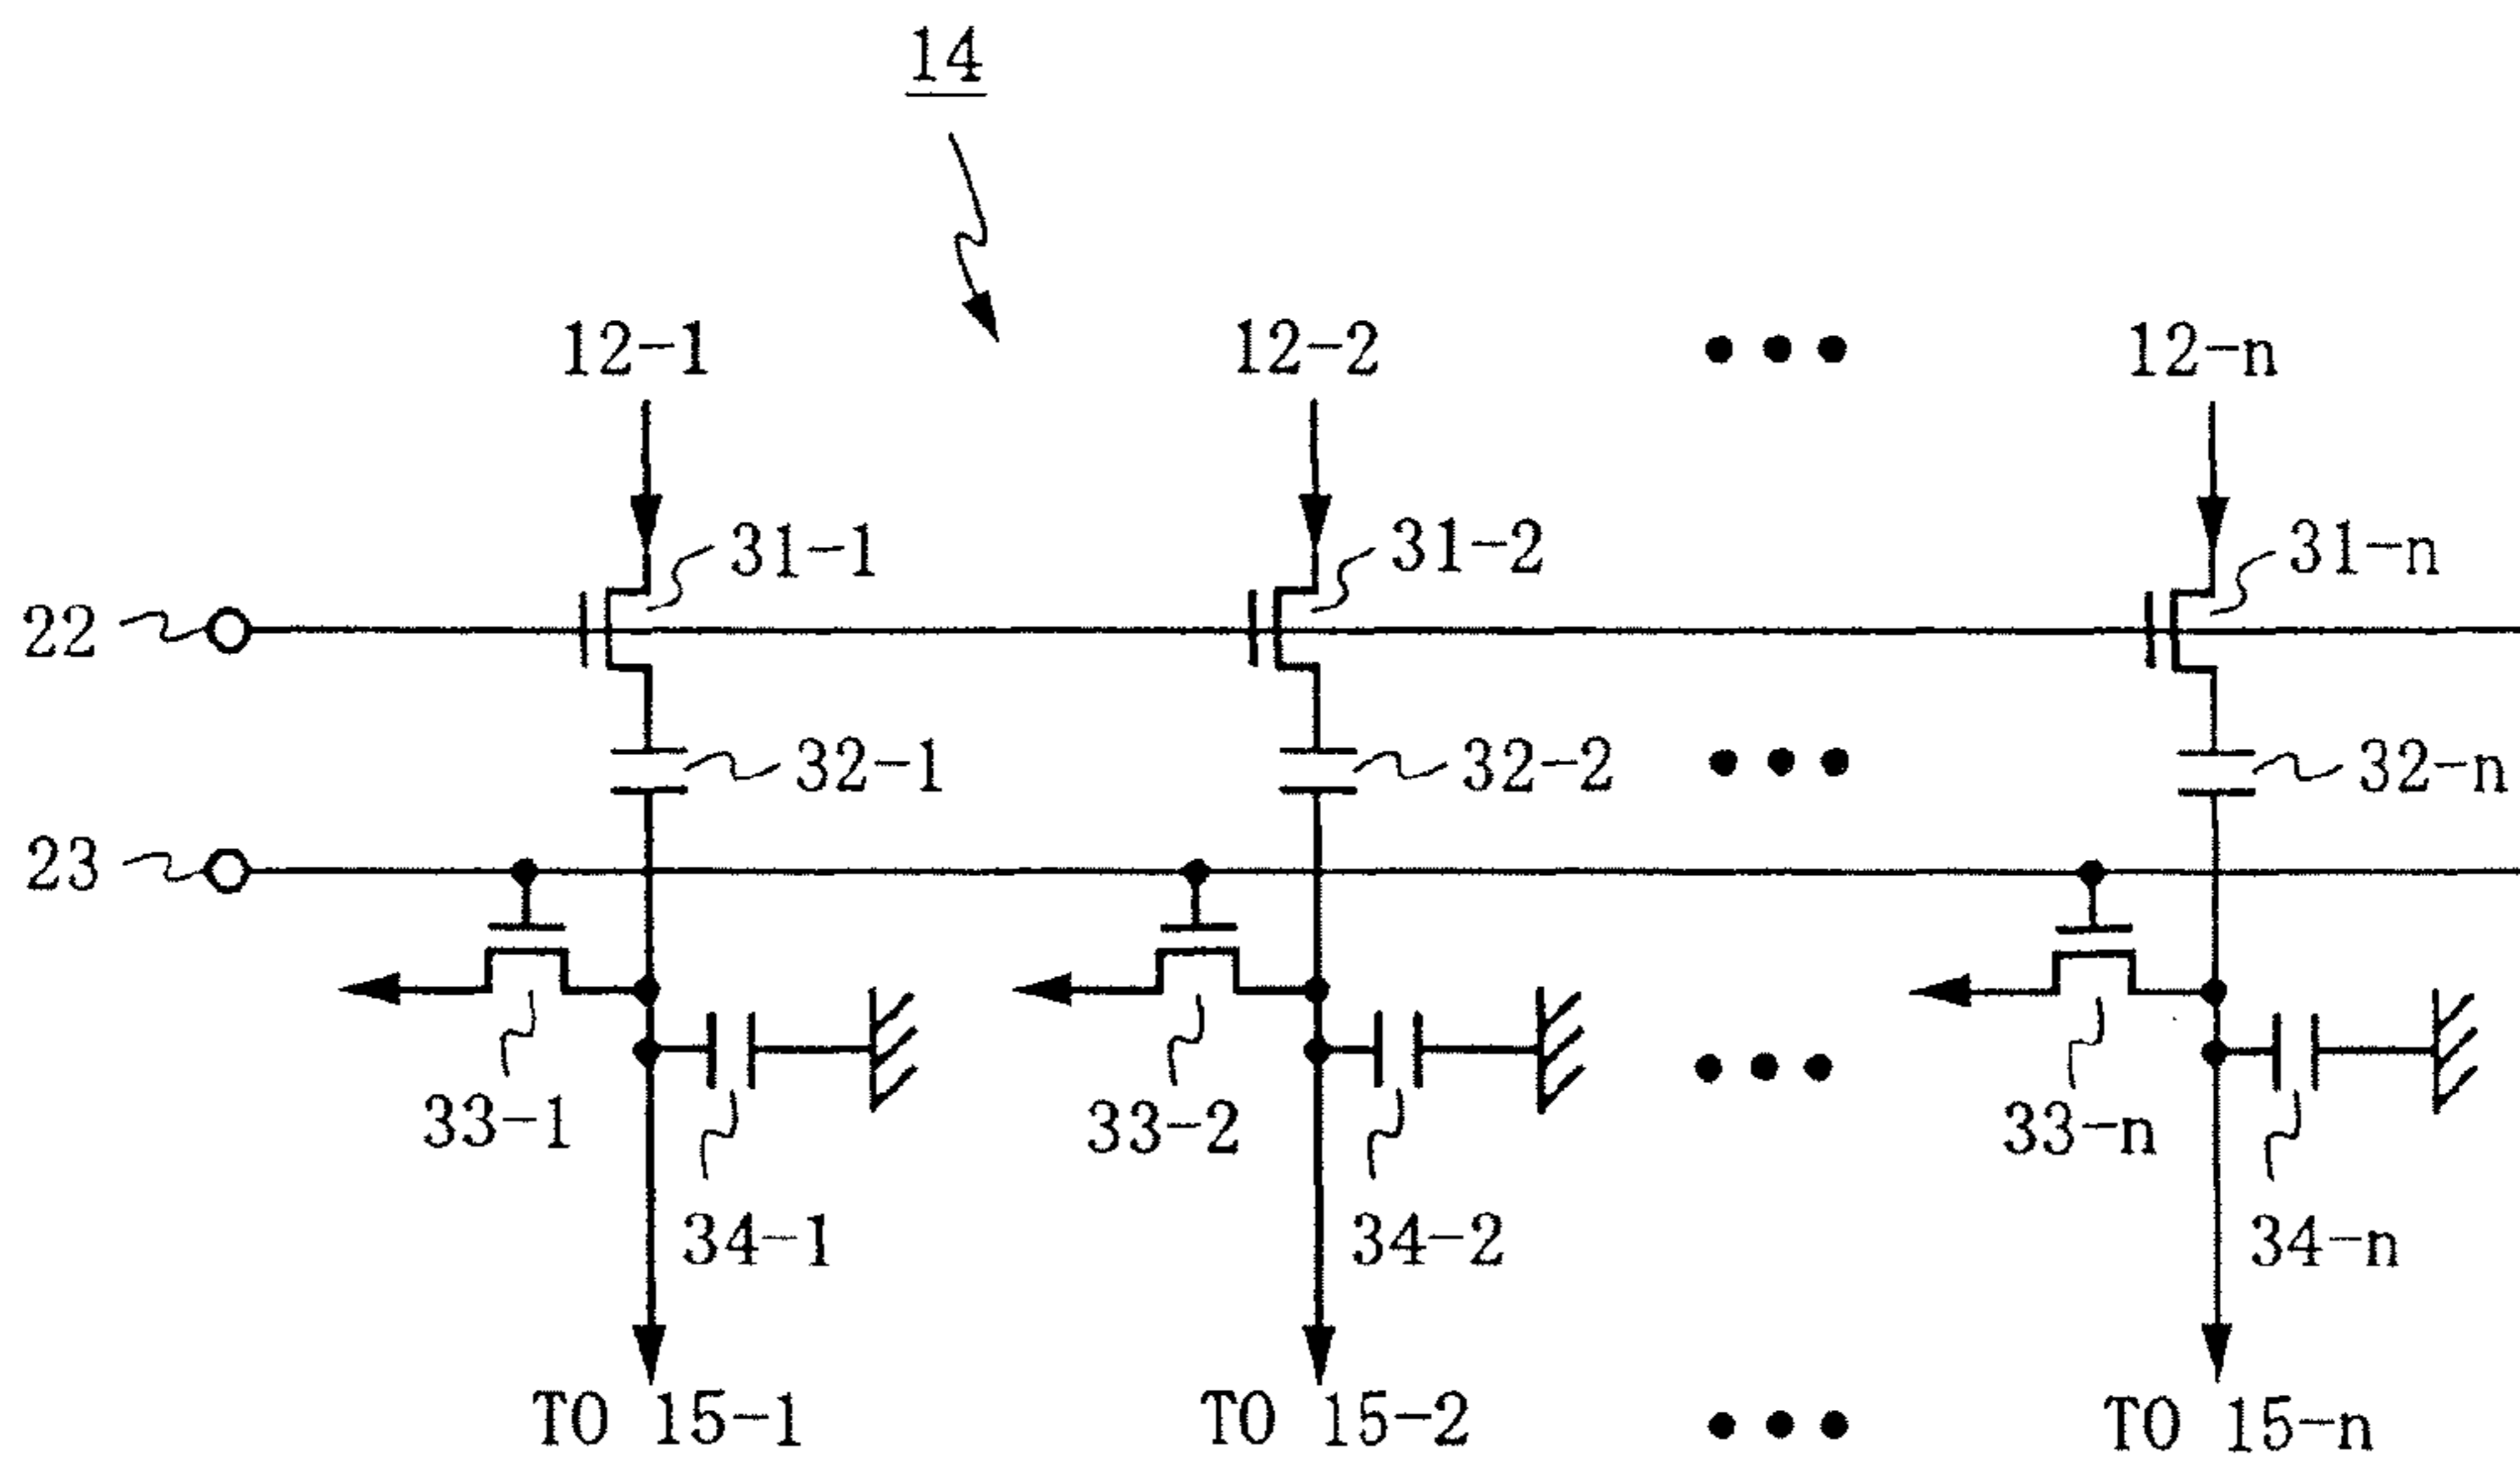 14
12-1 12-2 ••• 12-n
31-1 31-2 31-n
22
32-1 32-2 ••• 32-n
23
33-1 33-2 ••• 33-n
34-1 34-2 34-n
TO 15-1 TO 15-2 ••• TO 15-n